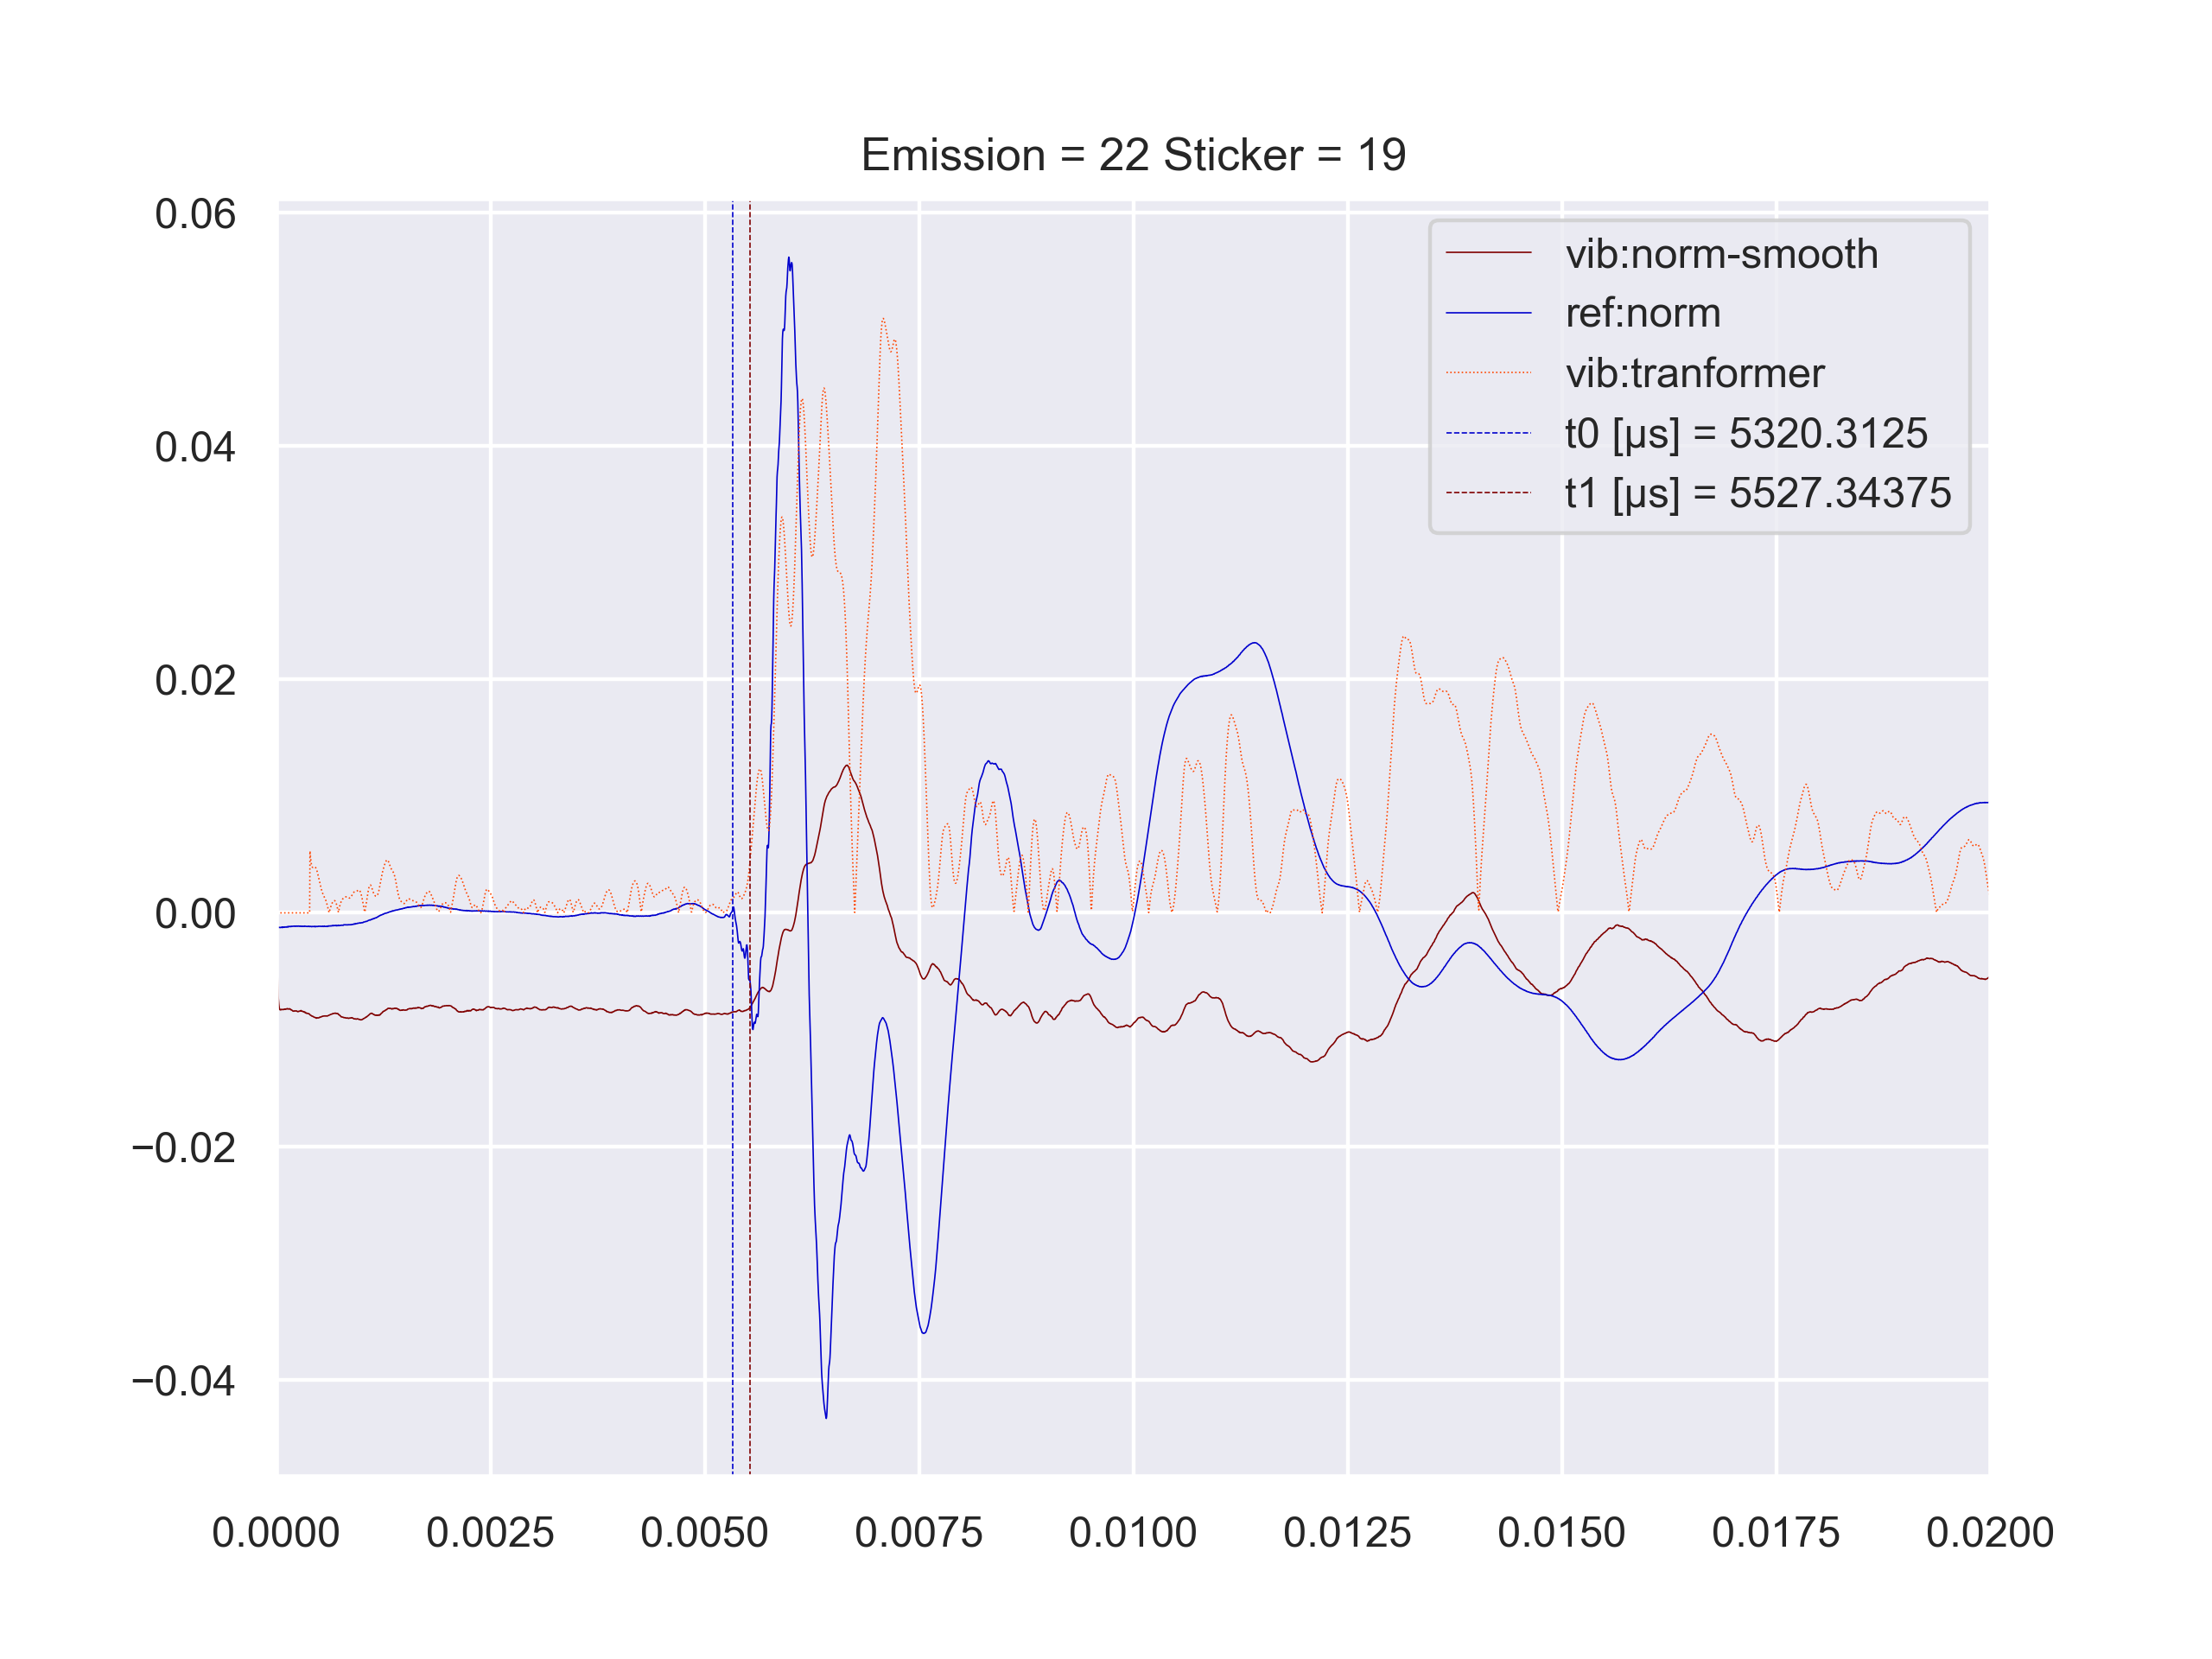 Emission = 22 Sticker = 19
0.06
0.04
0.02
0.00
−0.02
−0.04
vib:norm-smooth
ref:norm
vib:tranformer
t0 [µs] = 5320.3125
t1 [µs] = 5527.34375
0.0000 0.0025 0.0050 0.0075 0.0100 0.0125 0.0150 0.0175 0.0200